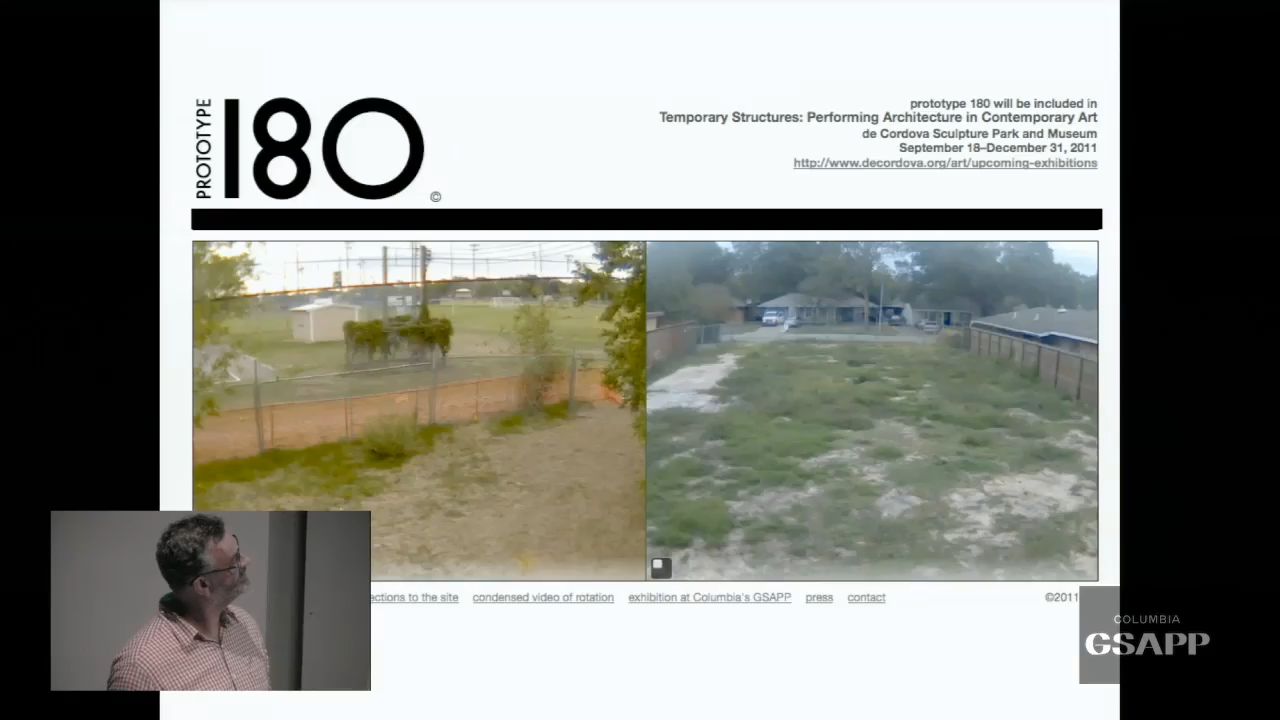 PROTOTYPE
180
©
prototype 180 will be included in
Temporary Structures: Performing Architecture in Contemporary Art
de Cordova Sculpture Park and Museum
September 18–December 31, 2011
http://www.decordova.org/art/upcoming-exhibitions
to the site condensed video of rotation exhibition at Columbia's GSAPP press contact ©2011
COLUMBIA
GSAPP